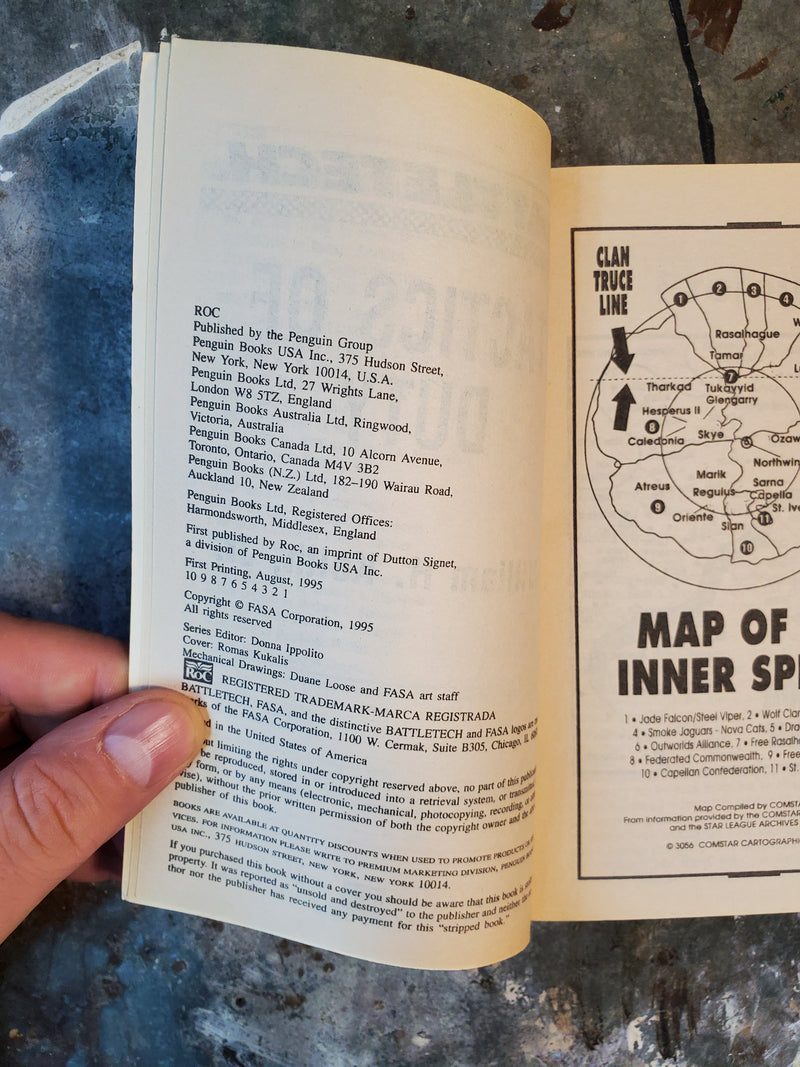 ROC
Published by the Penguin Group
Penguin Books USA Inc., 375 Hudson Street,
New York, New York 10014, U.S.A.
Penguin Books Ltd, 27 Wrights Lane,
London W8 5TZ, England
Penguin Books Australia Ltd, Ringwood,
Victoria, Australia
Penguin Books Canada Ltd, 10 Alcorn Avenue,
Toronto, Ontario, Canada M4V 3B2
Penguin Books (N.Z.) Ltd, 182-190 Wairau Road,
Auckland 10, New Zealand
Penguin Books Ltd, Registered Offices:
Harmondsworth, Middlesex, England
First published by Roc, an imprint of Dutton Signet,
a division of Penguin Books USA Inc.
First Printing, August, 1995
10 9 8 7 6 5 4 3 2 1
Copyright © FASA Corporation, 1995
All rights reserved
Series Editor: Donna Ippolito
Cover: Romas Kukalis
Mechanical Drawings: Duane Loose and FASA art staff
ROC REGISTERED TRADEMARK-MARCA REGISTRADA
BATTLETECH, FASA, and the distinctive BATTLETECH and FASA logos are
of the FASA Corporation, 1100 W. Cermak, Suite B305, Chicago, IL
in the United States of America
limiting the rights under copyright reserved above, no part of this
be reproduced, stored in or introduced into a retrieval system, or
form, or by any means (electronic, mechanical, photocopying, recording,
without the prior written permission of both the copyright owner and the
publisher of this book.
BOOKS ARE AVAILABLE AT QUANTITY DISCOUNTS WHEN USED TO PROMOTE PRODUCTS
VICES. FOR INFORMATION PLEASE WRITE TO PREMIUM MARKETING DIVISION, PENGUIN
USA INC., 375 HUDSON STREET, NEW YORK, NEW YORK 10014.
If you purchased this book without a cover you should be aware that this book is
property. It was reported as "unsold and destroyed" to the publisher and neither the
thor nor the publisher has received any payment for this "stripped book."
CLAN
TRUCE
LINE
1 2 3 4
Rasalhague
Tamar
7
Tharkad Tukayyid
Glengarry
Hesperus II
8
Skye
Caledonia
Marik
Sarna
Atreus Regulus Capella
9
Oriente Sian 11
10
MAP OF
INNER
1 • Jade Falcon/Steel Viper, 2 • Wolf
4 • Smoke Jaguars - Nova Cats, 5 •
6 • Outworlds Alliance, 7 • Free
8 • Federated Commonwealth, 9 • Free
10 • Capellan Confederation, 11 • St.
Map Compiled by
From information provided by the
and the STAR LEAGUE ARCHIVES
© 3056 COMSTAR